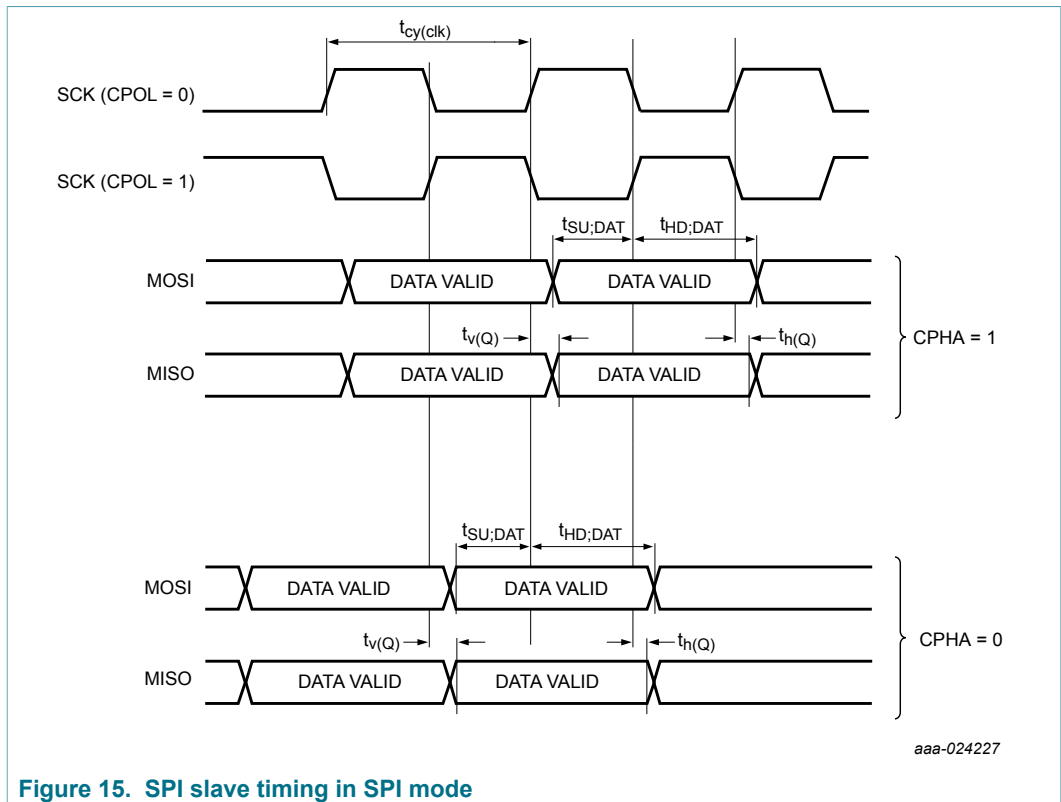 tcy(clk)
SCK (CPOL = 0)
SCK (CPOL = 1)
tSU;DAT tHD;DAT
MOSI DATA VALID DATA VALID
tv(Q) th(Q)
CPHA = 1
MISO DATA VALID DATA VALID
tSU;DAT tHD;DAT
MOSI DATA VALID DATA VALID
tv(Q) th(Q)
CPHA = 0
MISO DATA VALID DATA VALID
aaa-024227
Figure 15. SPI slave timing in SPI mode